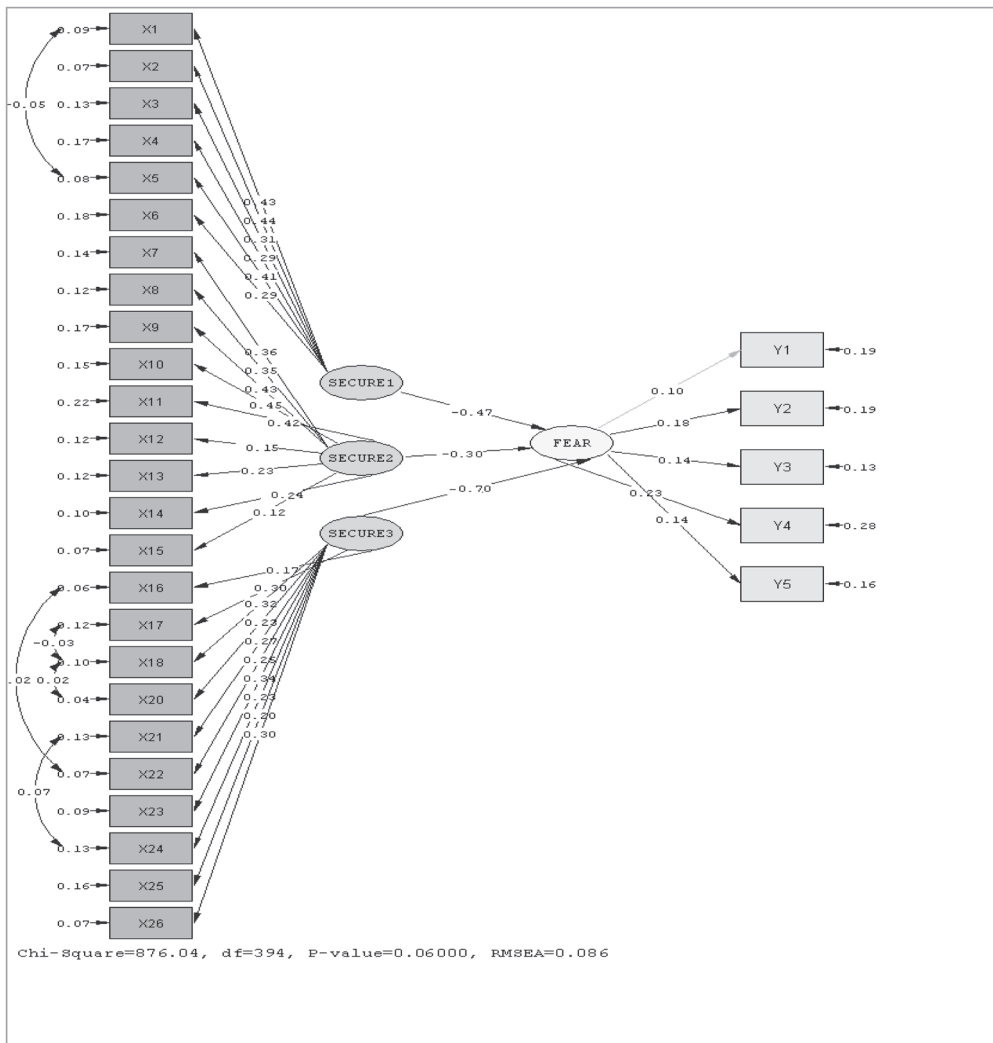 0.09 X1
0.07 X2
-0.05 0.13 X3
0.17 X4
0.08 X5
0.18 X6
0.14 X7
0.12 X8
0.17 X9
0.15 X10
0.22 X11
0.12 X12
0.12 X13
0.10 X14
0.07 X15
0.06 X16
0.12 X17
-0.03
0.10 X18
.02 0.02
0.04 X20
0.13 X21
0.07 X22
0.07
0.09 X23
0.13 X24
0.16 X25
0.07 X26
0.43
0.44
0.31
0.29
0.41
0.29
0.36
0.35
0.43
0.45
0.42
0.15
0.23
0.24
0.12
0.17
0.30
0.32
0.23
0.27
0.25
0.34
0.23
0.20
0.30
SECURE1
SECURE2
SECURE3
-0.47
-0.30
-0.70
FEAR
0.10
0.18
0.14
0.23
0.14
Y1 0.19
Y2 0.19
Y3 0.13
Y4 0.28
Y5 0.16
Chi-Square=876.04, df=394, P-value=0.06000, RMSEA=0.086